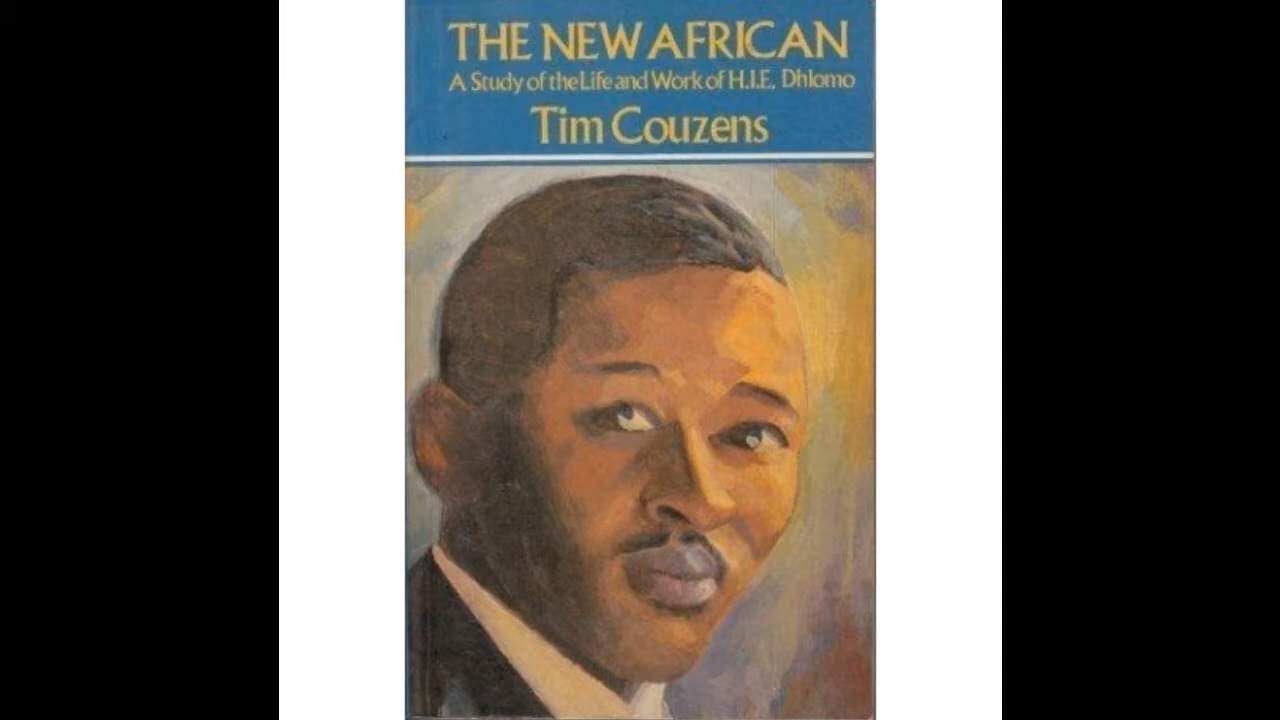 THE NEW AFRICAN
A Study of the Life and Work of H.I.E. Dhlomo
Tim Couzens